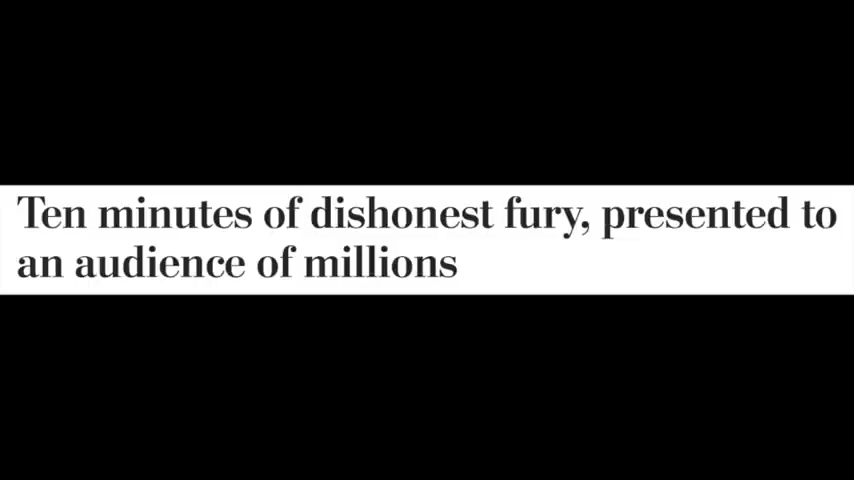 Ten minutes of dishonest fury, presented to
an audience of millions